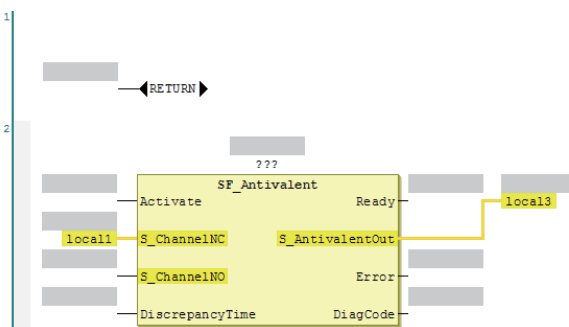 1
RETURN
2
???
SF_Antivalent
Activate Ready local3
local1 S_ChannelNC S_AntivalentOut
S_ChannelNO Error
DiscrepancyTime DiagCode